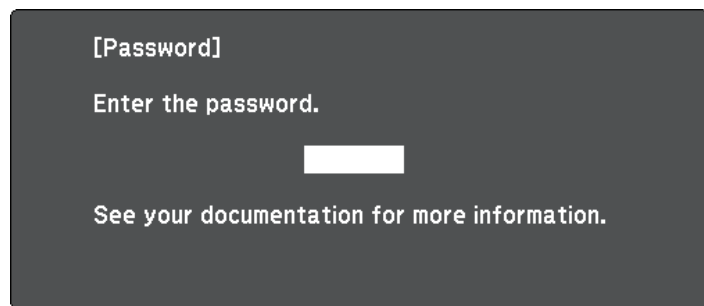 [Password]
Enter the password.
See your documentation for more information.